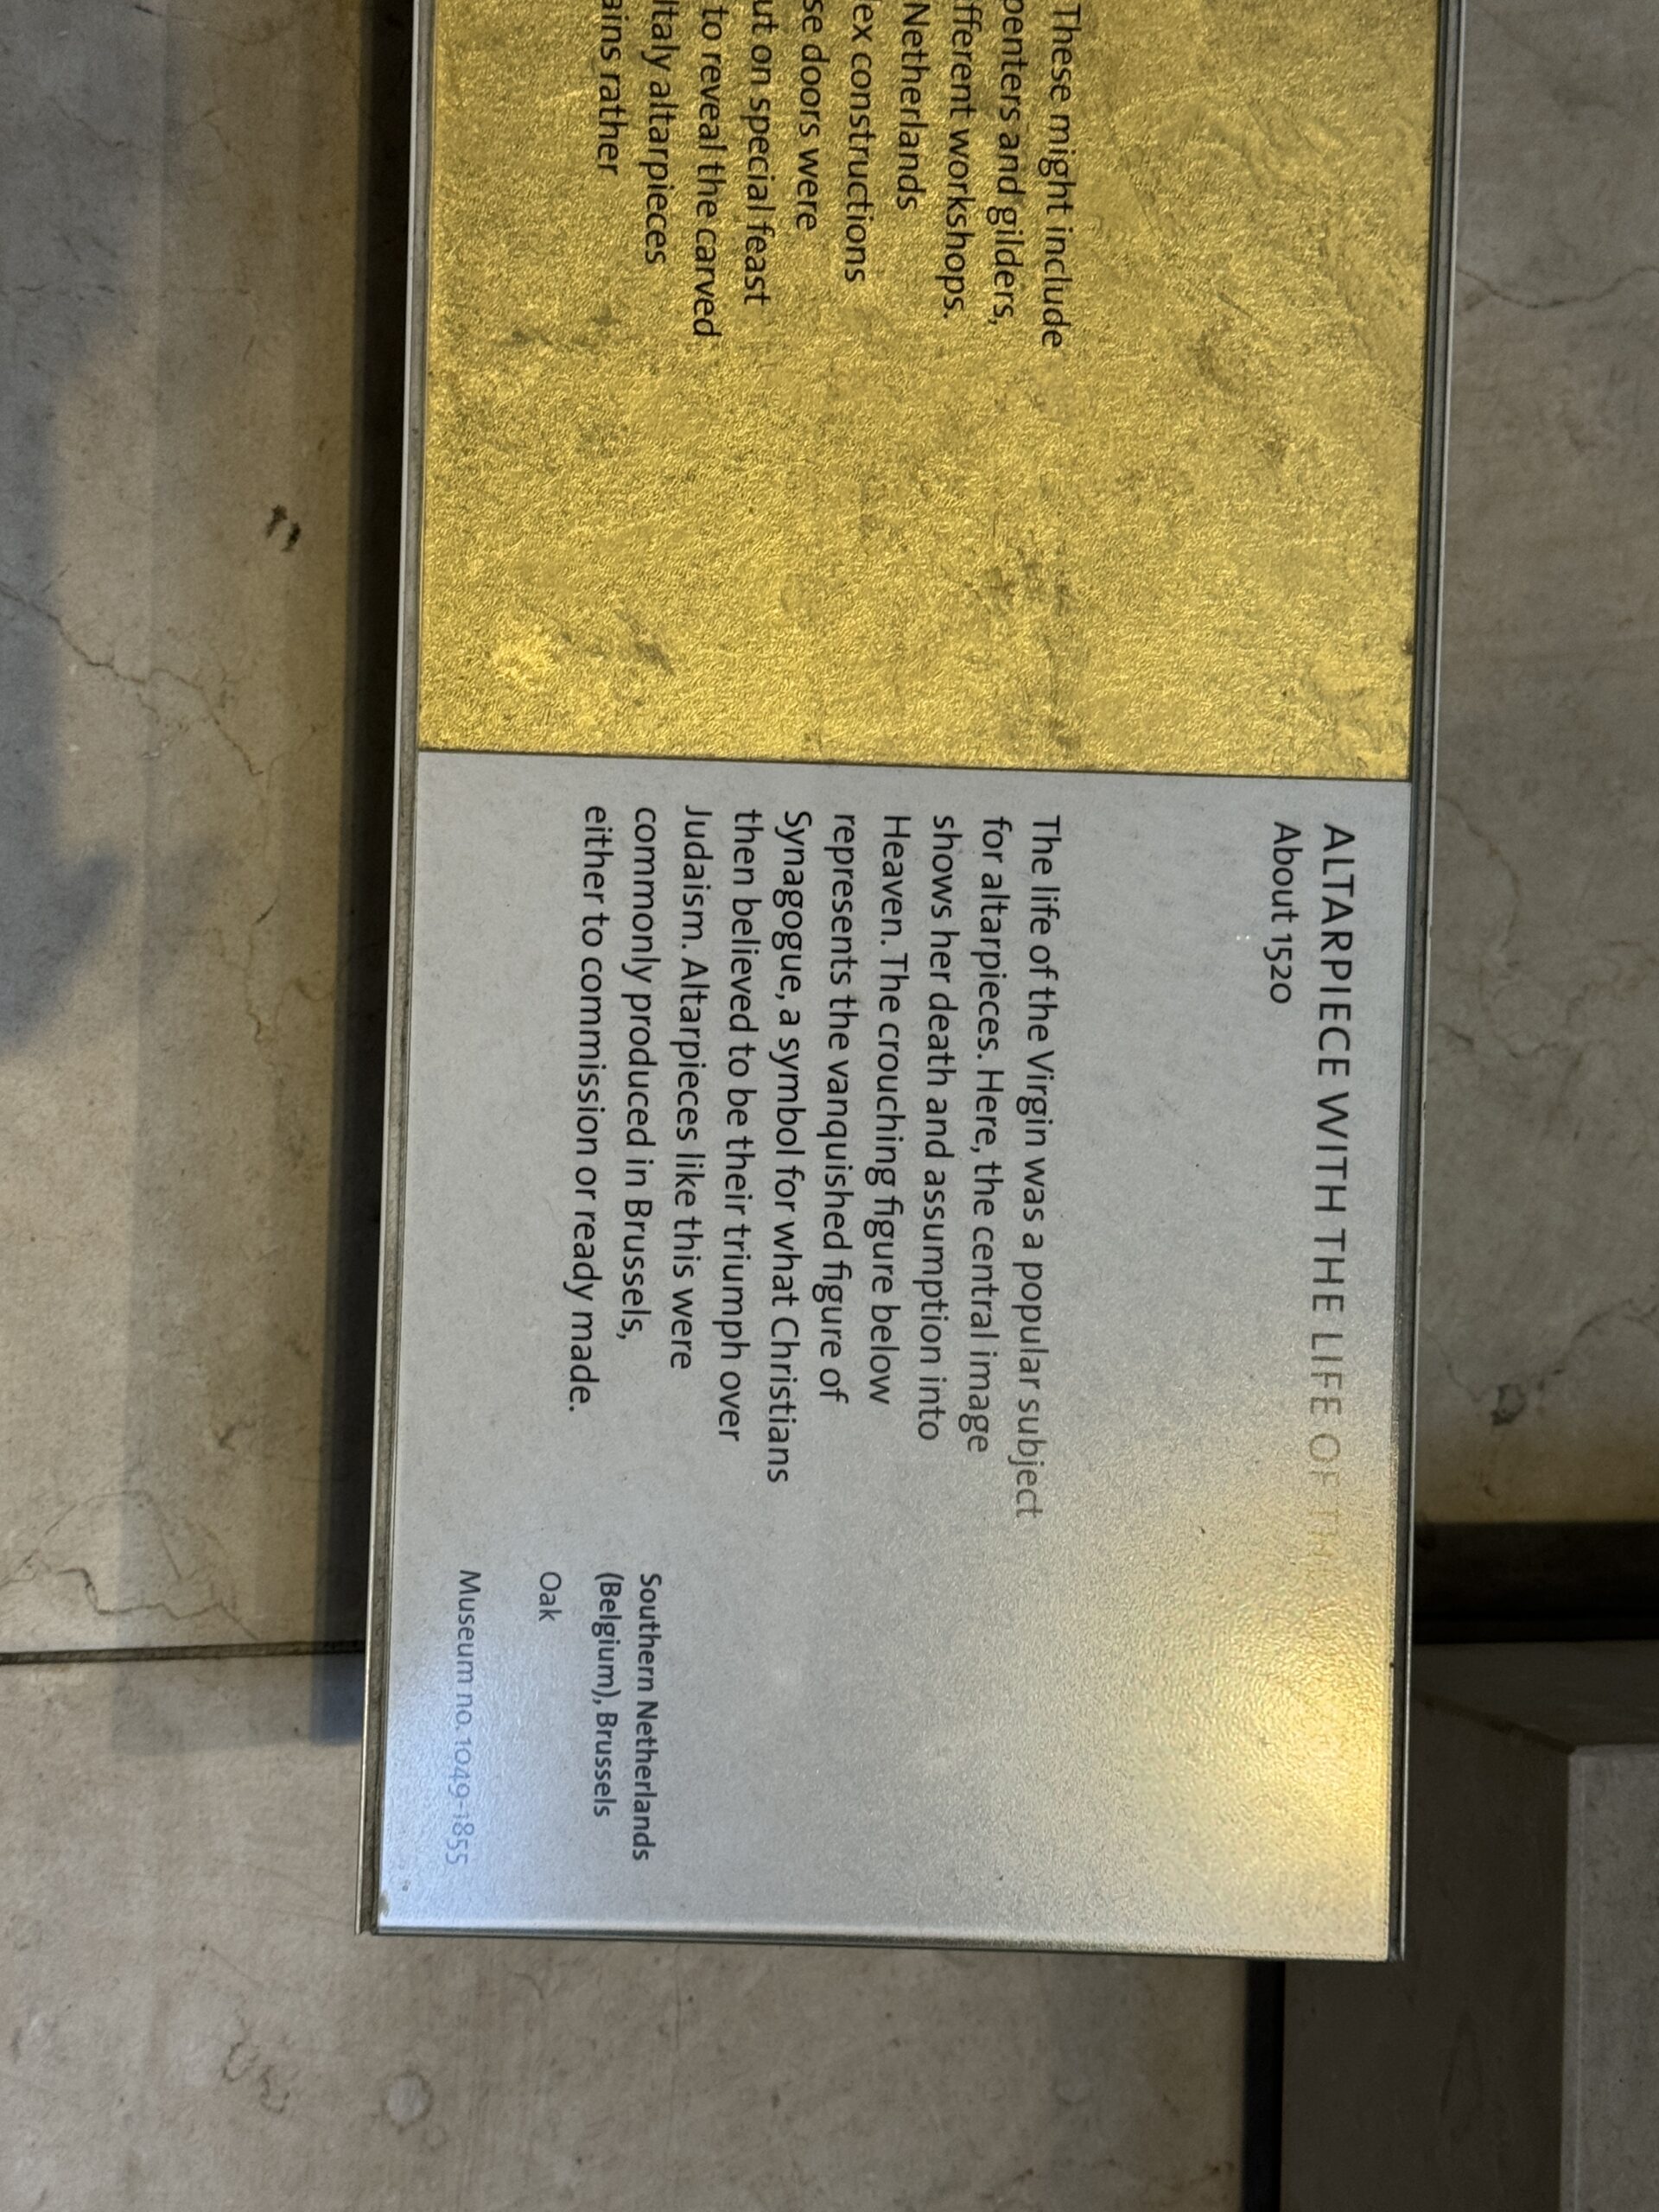 These might include
penters and gilders,
fferent workshops.
Netherlands
ex constructions
se doors were
ut on special feast
to reveal the carved
Italy altarpieces
ains rather
ALTARPIECE WITH THE LIFE OF
About 1520
The life of the Virgin was a popular subject
for altarpieces. Here, the central image
shows her death and assumption into
Heaven. The crouching figure below
represents the vanquished figure of
Synagogue, a symbol for what Christians
then believed to be their triumph over
Judaism. Altarpieces like this were
commonly produced in Brussels,
either to commission or ready made.
Southern Netherlands
(Belgium), Brussels
Oak
Museum no. 1049-1855